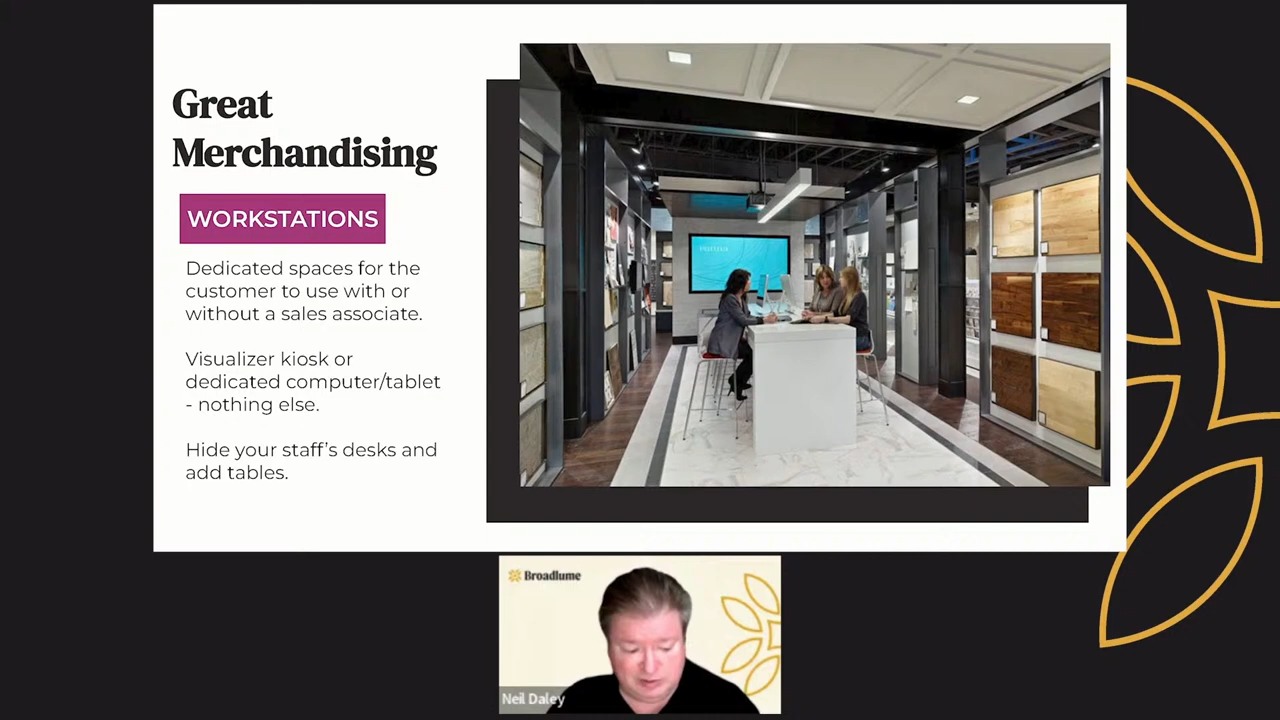 Great
Merchandising
WORKSTATIONS
Dedicated spaces for the
customer to use with or
without a sales associate.
Visualizer kiosk or
dedicated computer/tablet
- nothing else.
Hide your staff's desks and
add tables.
Broadlume
Neil Daley